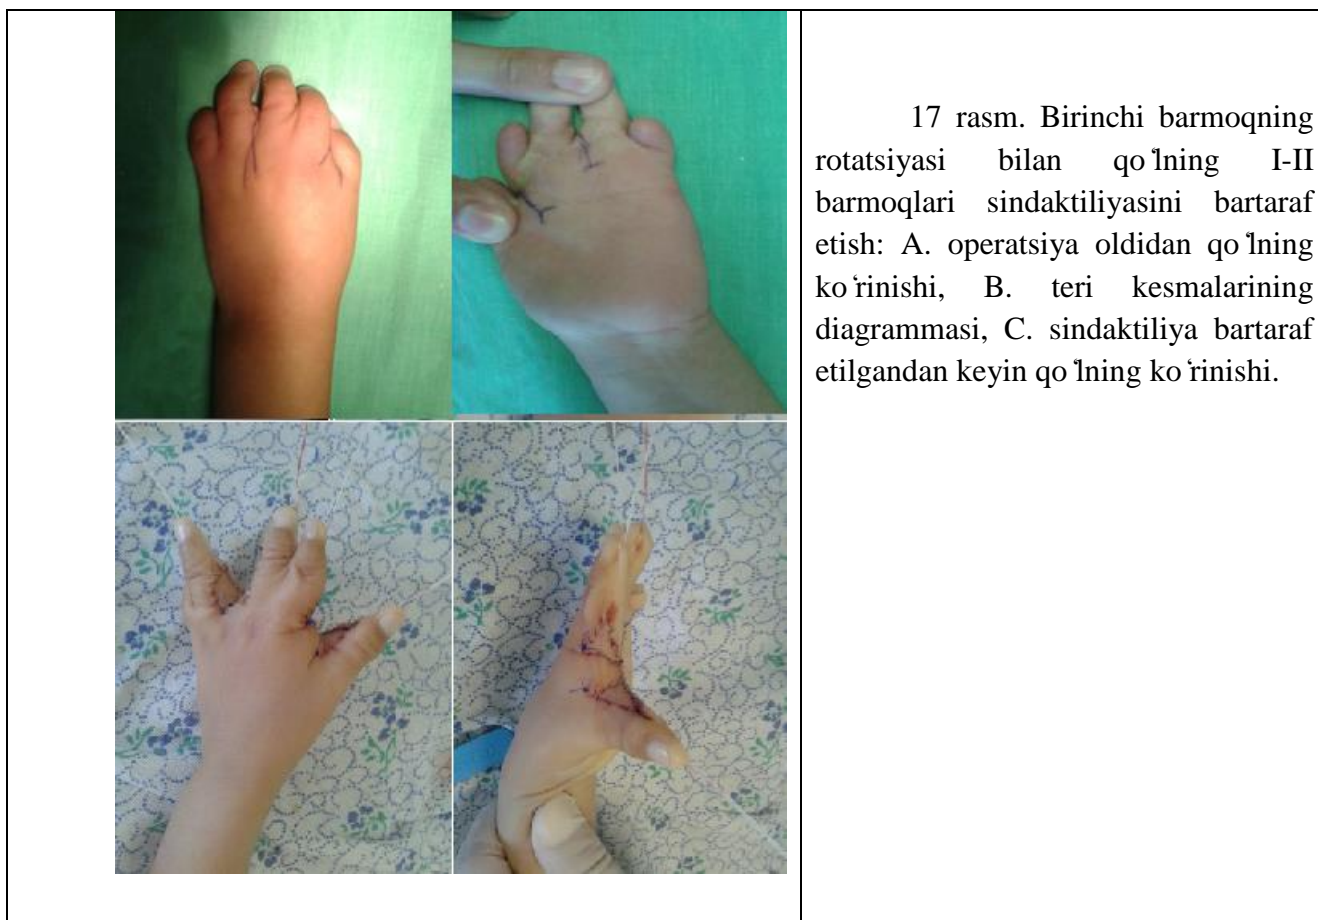 17 rasm. Birinchi barmoqning
rotatsiyasi bilan qo‘lning I-II
barmoqlari sindaktiliyasini bartaraf
etish: A. operatsiya oldidan qo‘lning
ko‘rinishi, B. teri kesmalarining
diagrammasi, C. sindaktiliya bartaraf
etilgandan keyin qo‘lning ko‘rinishi.